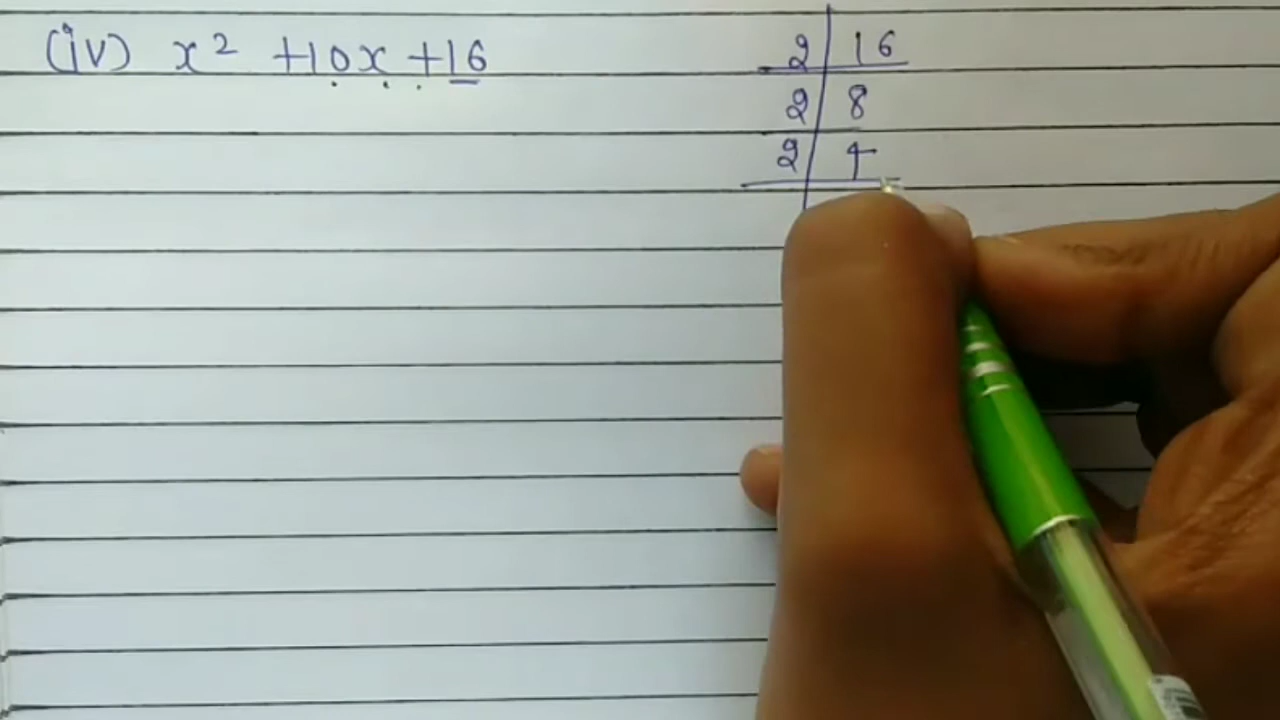 (iv) x² +10x +16
2 | 16
2 | 8
2 | 4